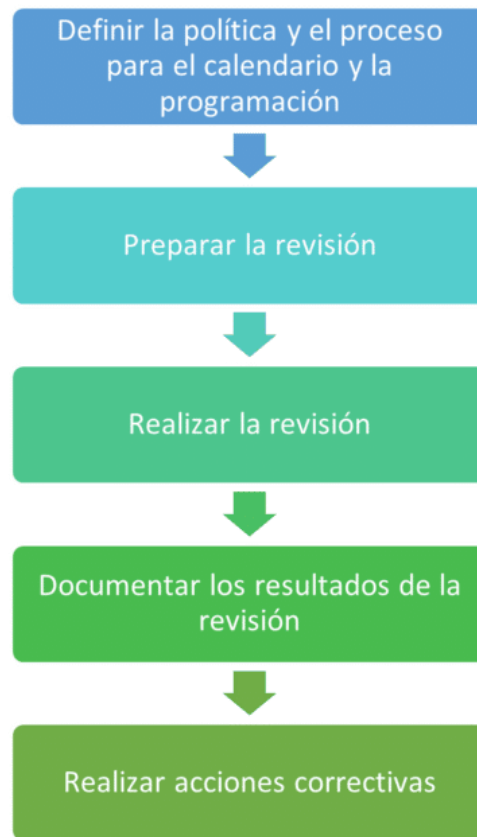 Definir la política y el proceso
para el calendario y la
programación
Preparar la revisión
Realizar la revisión
Documentar los resultados de la
revisión
Realizar acciones correctivas